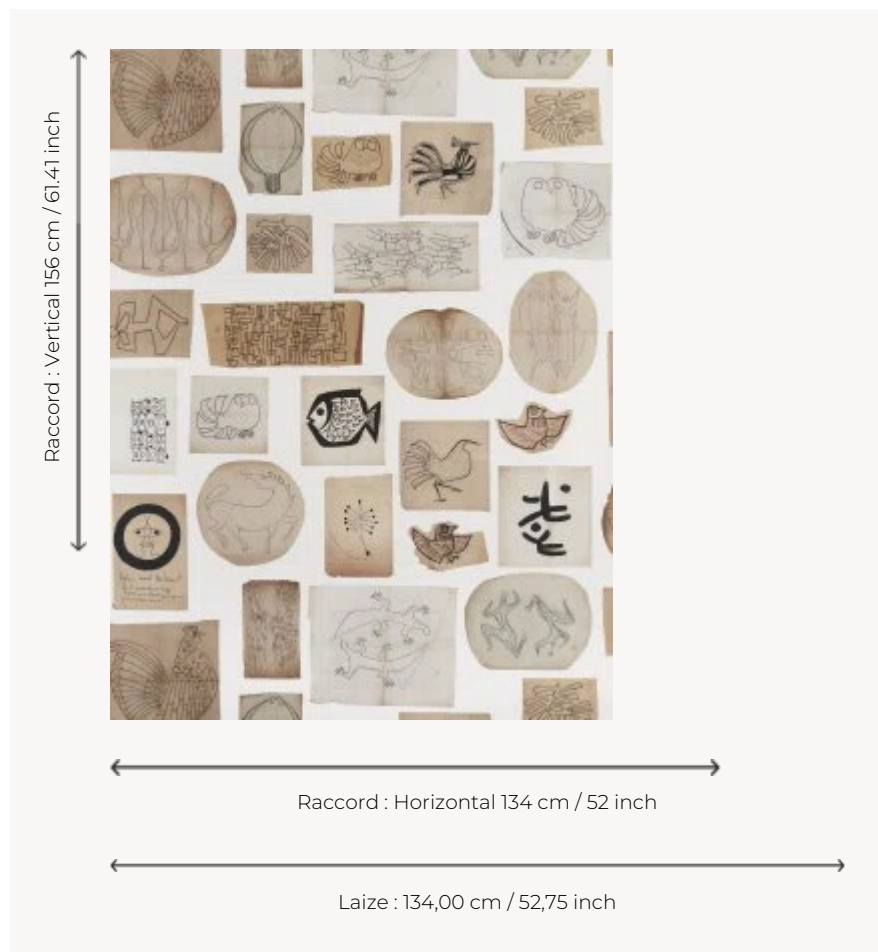 Raccord : Vertical 156 cm / 61.41 inch
Raccord : Horizontal 134 cm / 52 inch
Laize : 134,00 cm / 52,75 inch